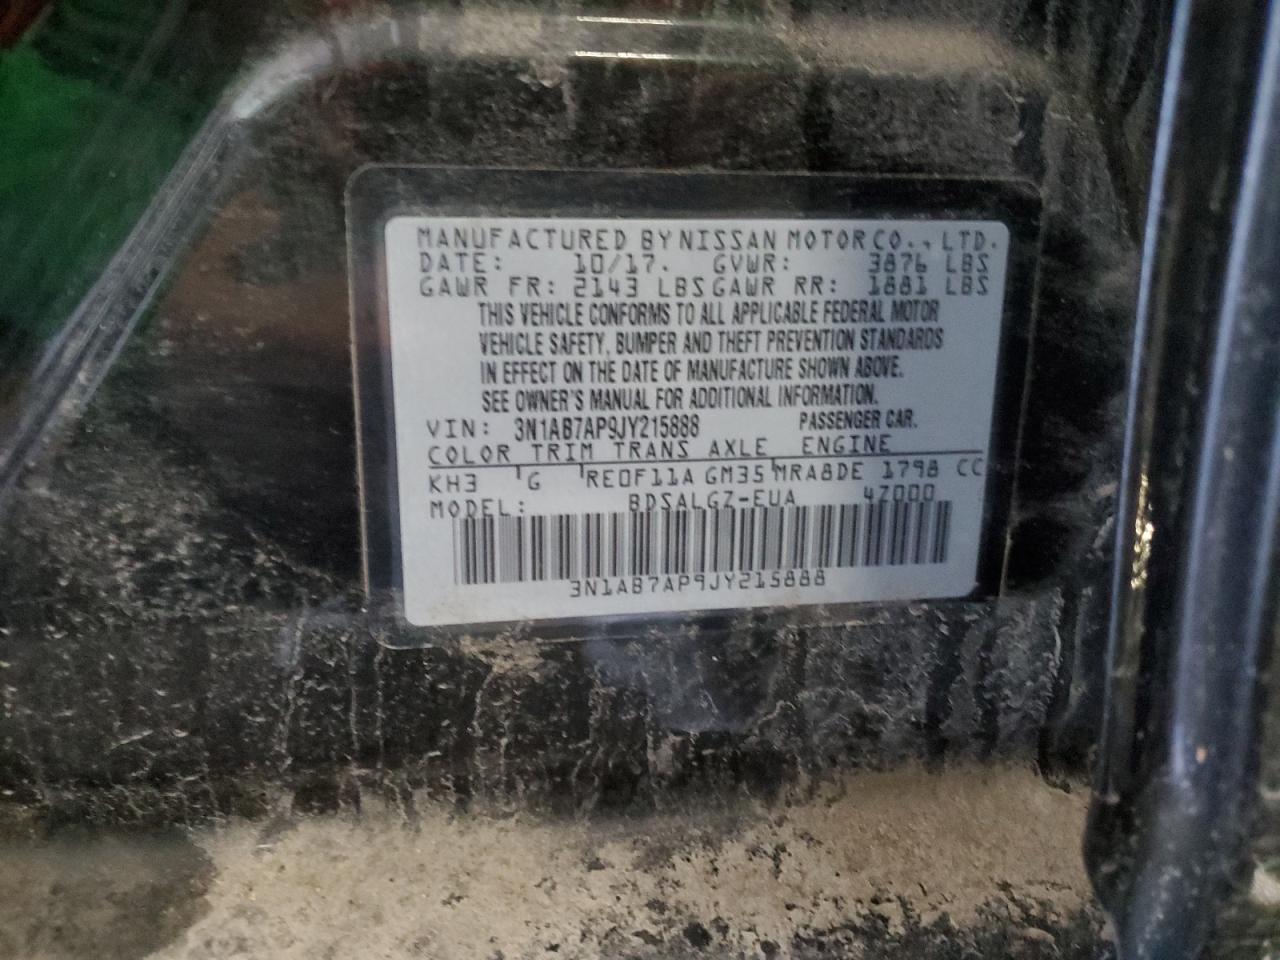 MANUFACTURED BY NISSAN MOTOR CO., LTD.
DATE: 10/17. GVWR: 3876 LBS
GAWR FR: 2143 LBS GAWR RR: 1881 LBS
THIS VEHICLE CONFORMS TO ALL APPLICABLE FEDERAL MOTOR
VEHICLE SAFETY, BUMPER AND THEFT PREVENTION STANDARDS
IN EFFECT ON THE DATE OF MANUFACTURE SHOWN ABOVE.
SEE OWNER'S MANUAL FOR ADDITIONAL INFORMATION.
VIN: 3N1AB7AP9JY215888 PASSENGER CAR.
COLOR TRIM TRANS AXLE ENGINE
KH3 G RE0F11A GM35 MRA8DE 1798 CC
MODEL: BDSALGZ-EUA 4Z000
3N1AB7AP9JY215888